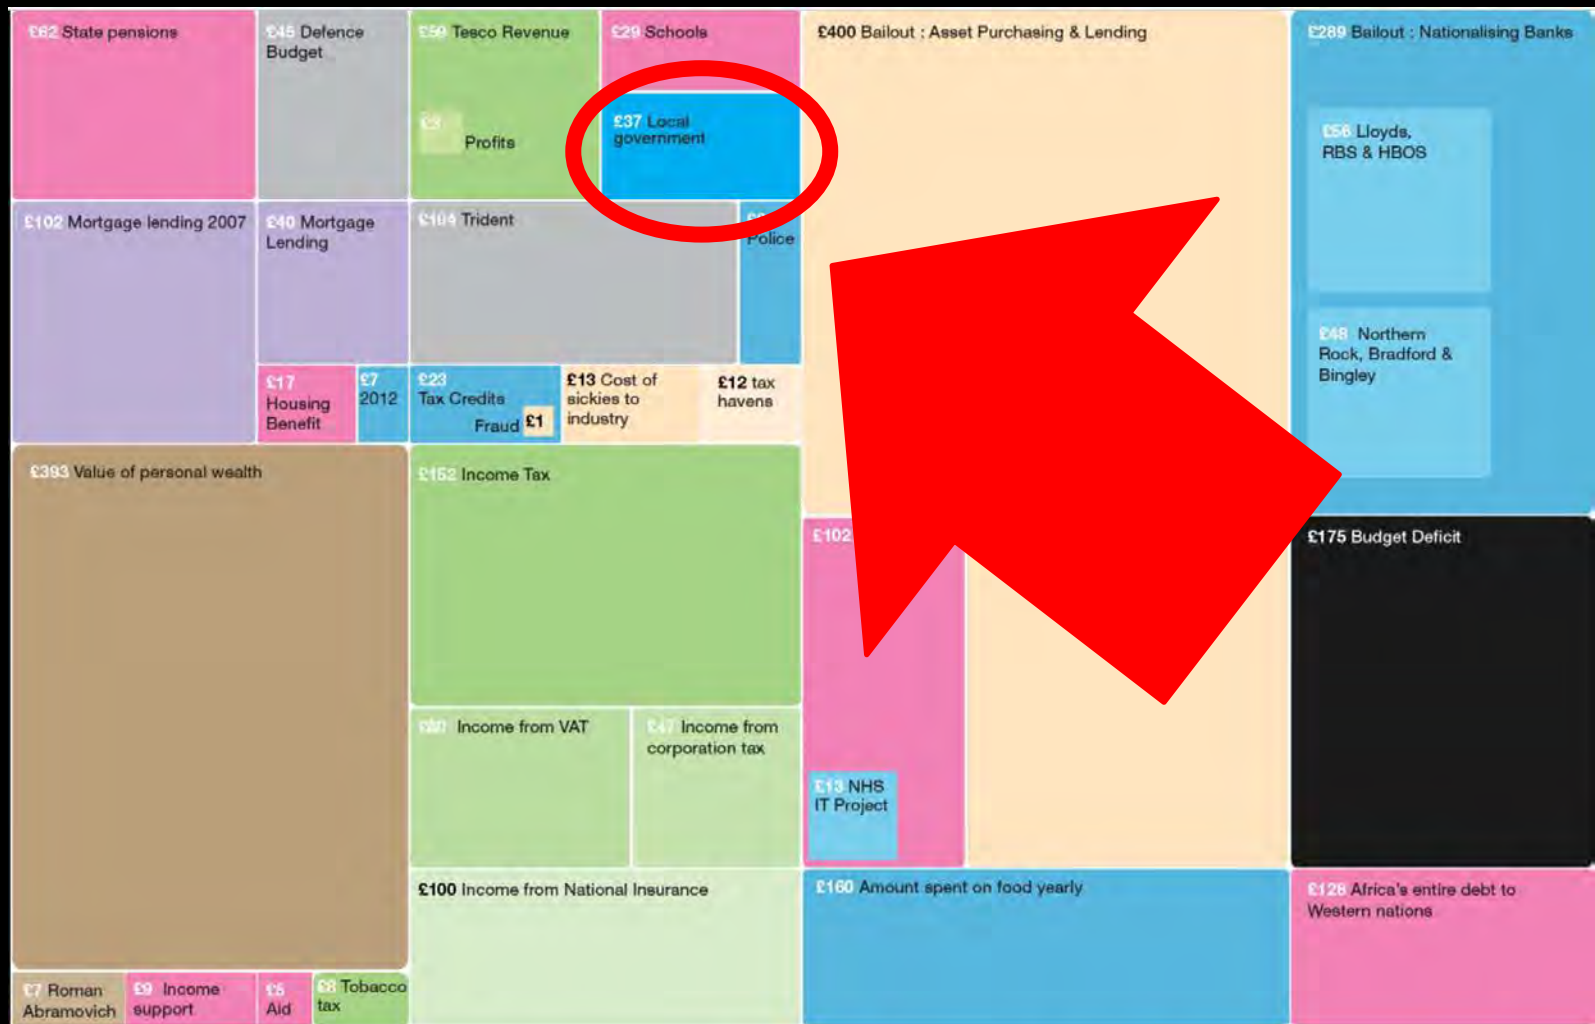 £62 State pensions
£45 Defence
Budget
£59 Tesco Revenue
Profits
£29 Schools
£37 Local
government
£400 Bailout : Asset Purchasing & Lending
£289 Bailout : Nationalising Banks
£56 Lloyds,
RBS & HBOS
£48 Northern
Rock, Bradford &
Bingley
£102 Mortgage lending 2007
£40 Mortgage
Lending
£104 Trident
Police
£17
Housing
Benefit
£7
2012
£23
Tax Credits
Fraud £1
£13 Cost of
sickies to
industry
£12 tax
havens
£393 Value of personal wealth
£152 Income Tax
£102
£175 Budget Deficit
Income from VAT
£47 Income from
corporation tax
£13 NHS
IT Project
£100 Income from National Insurance
£160 Amount spent on food yearly
£128 Africa's entire debt to
Western nations
£7 Roman
Abramovich
£9 Income
support
Aid
£8 Tobacco
tax